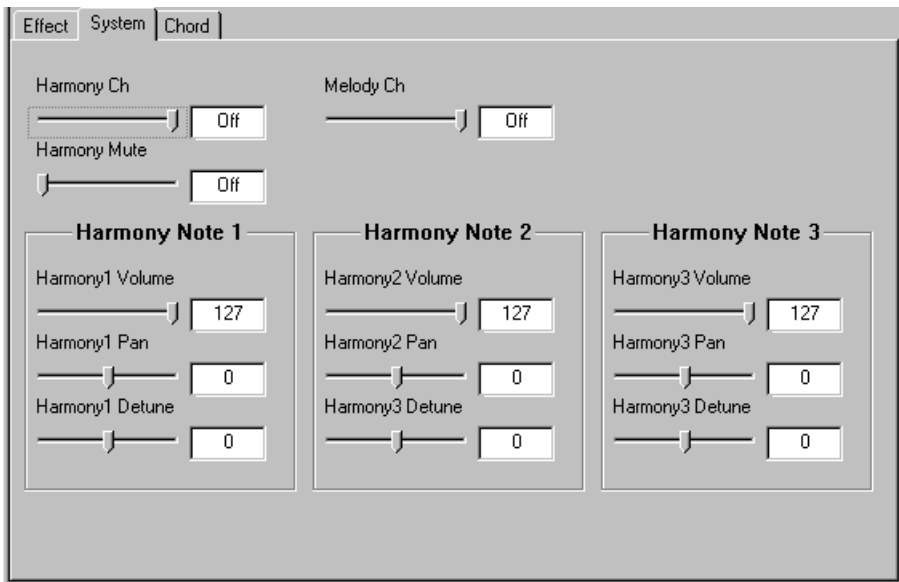 Effect System Chord
Harmony Ch Melody Ch
Off Off
Harmony Mute
Off
Harmony Note 1
Harmony1 Volume
127
Harmony1 Pan
0
Harmony1 Detune
0
Harmony Note 2
Harmony2 Volume
127
Harmony2 Pan
0
Harmony3 Detune
0
Harmony Note 3
Harmony3 Volume
127
Harmony3 Pan
0
Harmony3 Detune
0